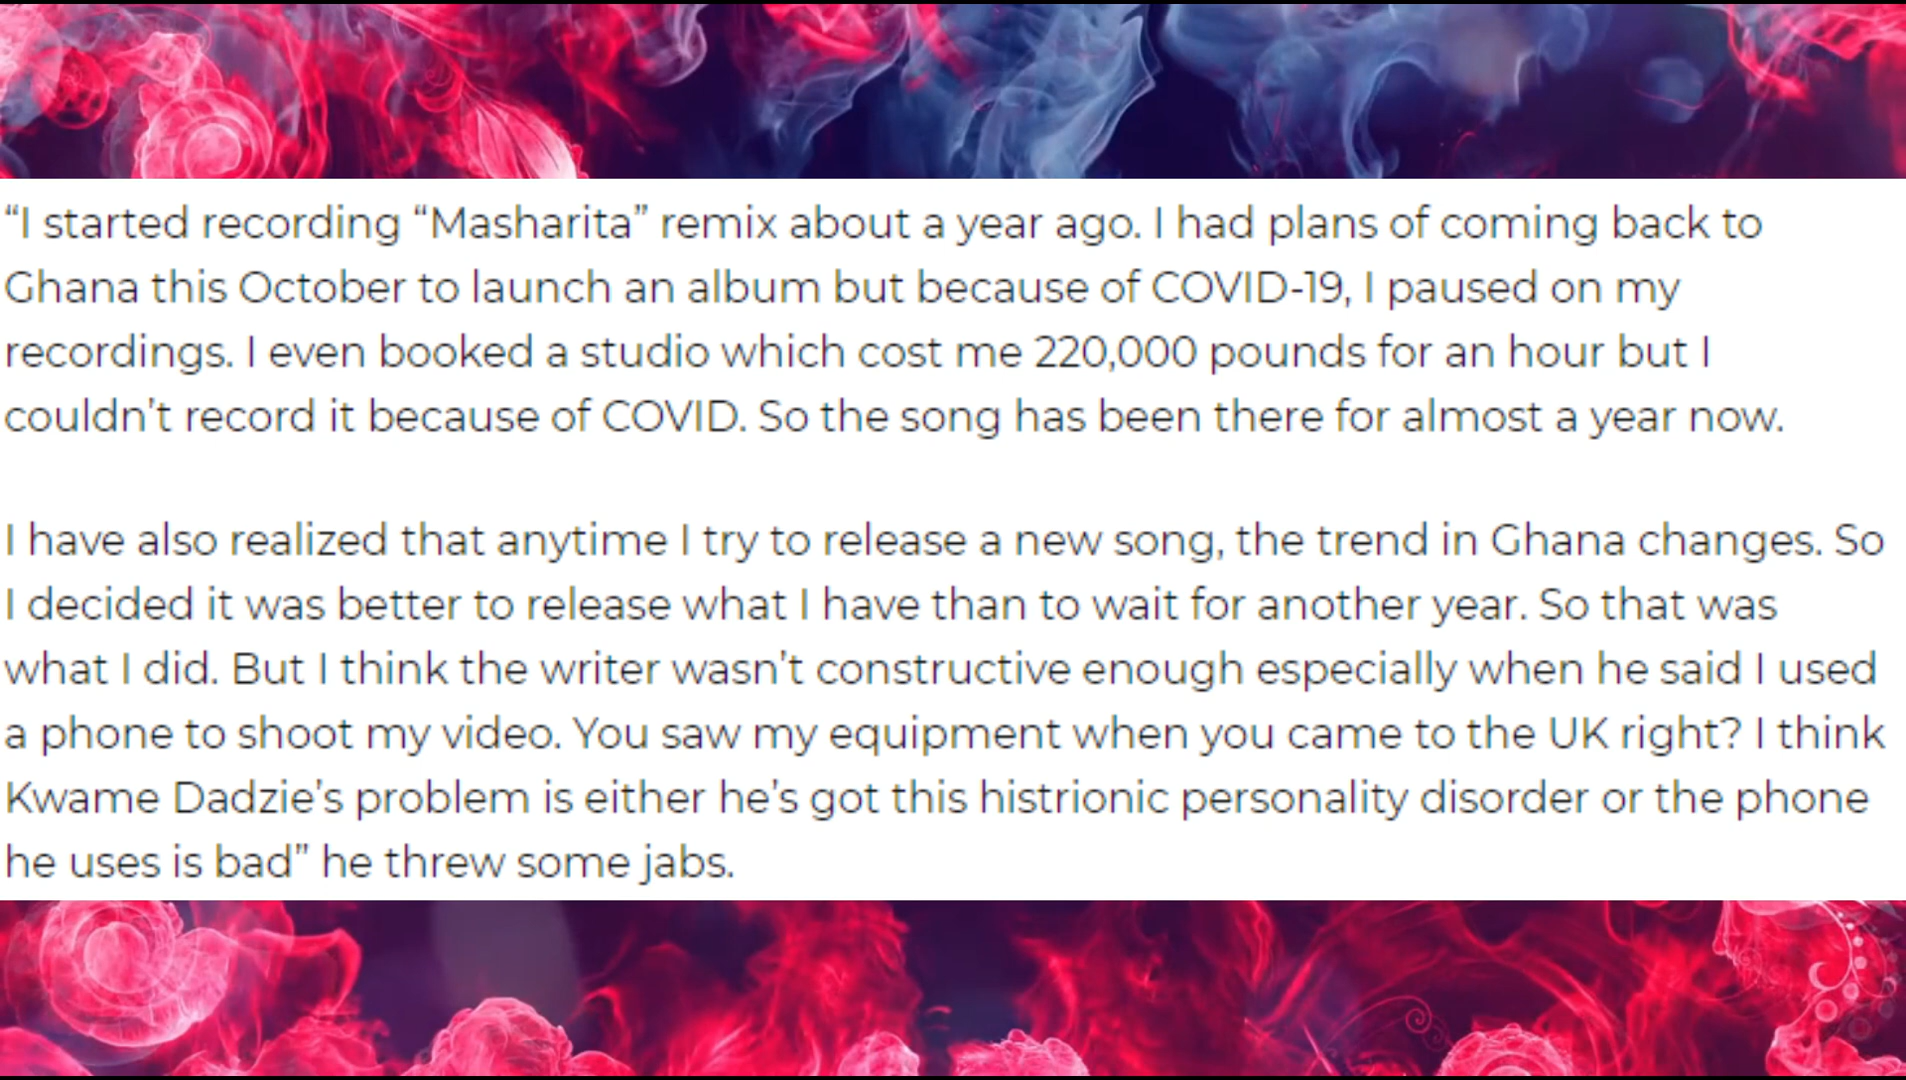 “I started recording “Masharita” remix about a year ago. I had plans of coming back to
Ghana this October to launch an album but because of COVID-19, I paused on my
recordings. I even booked a studio which cost me 220,000 pounds for an hour but I
couldn’t record it because of COVID. So the song has been there for almost a year now.
I have also realized that anytime I try to release a new song, the trend in Ghana changes. So
I decided it was better to release what I have than to wait for another year. So that was
what I did. But I think the writer wasn’t constructive enough especially when he said I used
a phone to shoot my video. You saw my equipment when you came to the UK right? I think
Kwame Dadzie’s problem is either he’s got this histrionic personality disorder or the phone
he uses is bad” he threw some jabs.